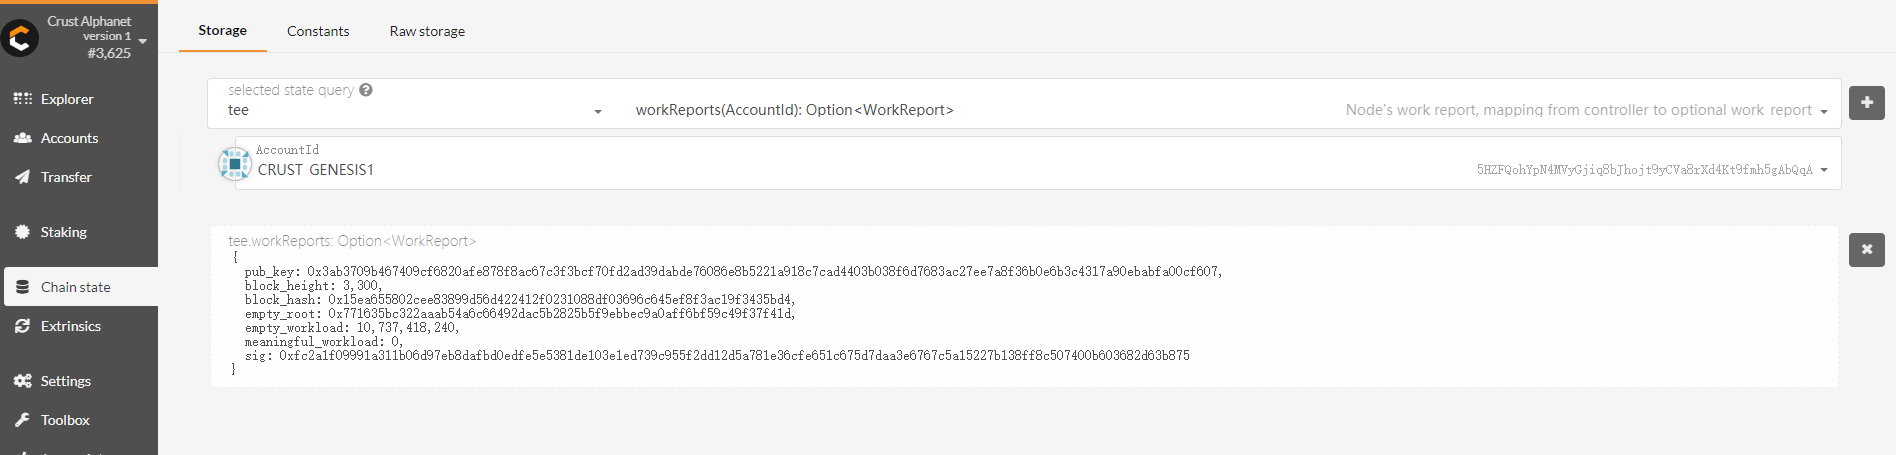 Crust Alphanet
version 1
#3,625
Explorer
Accounts
Transfer
Staking
Chain state
Extrinsics
Settings
Toolbox
Storage Constants Raw storage
selected state query
tee workReports(AccountId): Option<WorkReport> Node's work report, mapping from controller to optional work report
AccountId
CRUST GENESIS1 5HZFQohYpN4MVyGjiq8bJhojt9yCVa8rXd4Kt9fmh5gAbQqA
tee.workReports: Option<WorkReport>
{
pub_key: 0x3ab3709b467409cf6820afe878f8ac67c3f3bcf70fd2ad39dabde76086e8b5221a918c7cad4403b038f6d7683ac27ee7a8f36b0e6b3c4317a90ebabfa00cf607,
block_height: 3,300,
block_hash: 0x15ea655802cee83899d56d422412f0231088df03696c645ef8f3ac19f3435bd4,
empty_root: 0x771635bc322aaab54a6c66492dac5b2825b5f9ebbec9a0aff6bf59c49f37f41d,
empty_workload: 10,737,418,240,
meaningful_workload: 0,
sig: 0xfc2a1f09991a311b06d97eb8dafbd0edfe5e5381de103e1ed739c955f2dd12d5a781e36cfe651c675d7daa3e6767c5a15227b138ff8c507400b603682d63b875
}